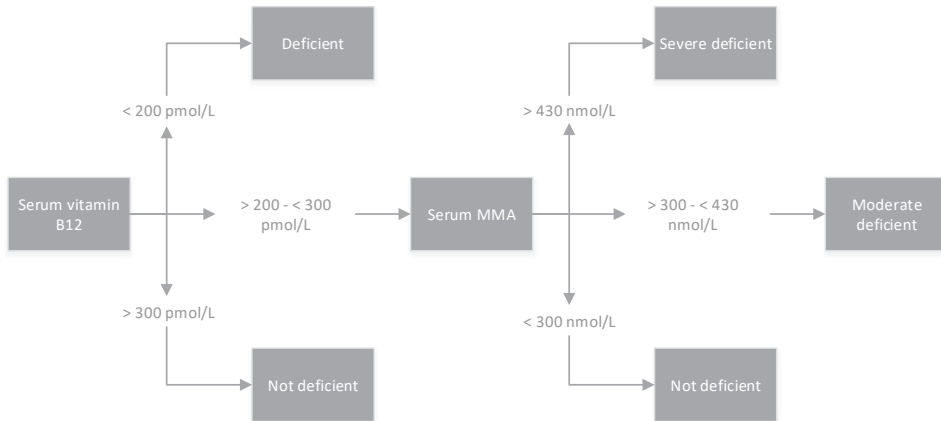 Deficient
Severe deficient
< 200 pmol/L
> 430 nmol/L
Serum vitamin
B12
> 200 - < 300
pmol/L
Serum MMA
> 300 - < 430
nmol/L
Moderate
deficient
> 300 pmol/L
< 300 nmol/L
Not deficient
Not deficient